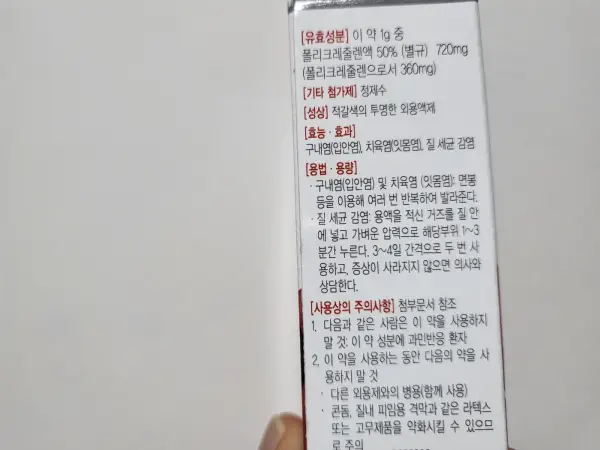 [유효성분] 이 약 1g 중
폴리크레줄렌액 50% (별규) 720mg
(폴리크레줄렌으로서 360mg)
[기타 첨가제] 정제수
[성상] 적갈색의 투명한 외용액제
[효능 · 효과]
구내염(입안염), 치육염(잇몸염), 질 세균 감염
[용법 · 용량]
· 구내염(입안염) 및 치육염 (잇몸염): 면봉
등을 이용해 여러 번 반복하여 발라준다.
· 질 세균 감염: 용액을 적신 거즈를 질 안
에 넣고 가벼운 압력으로 해당부위 1~3
분간 누른다. 3~4일 간격으로 두 번 사
용하고, 증상이 사라지지 않으면 의사와
상담한다.
[사용상의 주의사항] 첨부문서 참조
1. 다음과 같은 사람은 이 약을 사용하지
말 것: 이 약 성분에 과민반응 환자
2. 이 약을 사용하는 동안 다음의 약을 사
용하지 말 것
· 다른 외용제와의 병용(함께 사용)
· 콘돔, 질내 피임용 격막과 같은 라텍스
또는 고무제품을 약화시킬 수 있으므
로 주의